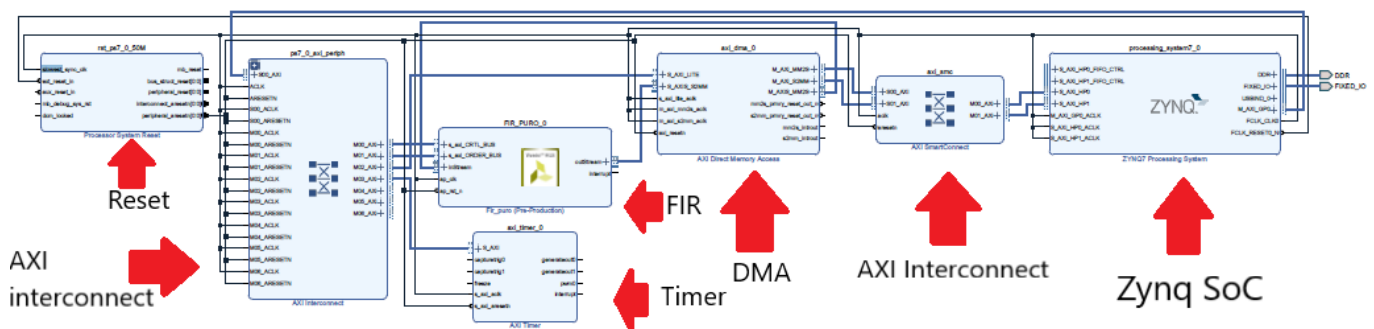 rst_ps7_0_50M
slowest_sync_clk
ext_reset_in
aux_reset_in
mb_debug_sys_rst
dcm_locked
mb_reset
bus_struct_reset[0:0]
peripheral_reset[0:0]
interconnect_aresetn[0:0]
peripheral_aresetn[0:0]
Processor System Reset
Reset
ps7_0_axi_periph
S00_AXI
ACLK
ARESETN
S00_ACLK
S00_ARESETN
M00_ACLK
M00_ARESETN
M01_ACLK
M01_ARESETN
M02_ACLK
M02_ARESETN
M03_ACLK
M03_ARESETN
M04_ACLK
M04_ARESETN
M05_ACLK
M05_ARESETN
M06_ACLK
M06_ARESETN
M00_AXI
M01_AXI
M02_AXI
M03_AXI
M04_AXI
M05_AXI
M06_AXI
AXI Interconnect
AXI
interconnect
FIR_PURO_0
s_axi_CRTL_BUS
s_axi_ORDER_BUS
inStream
ap_clk
ap_rst_n
outStream
interrupt
Fir_puro (Pre-Production)
FIR
axi_timer_0
S_AXI
capturetrig0
capturetrig1
freeze
s_axi_aclk
s_axi_aresetn
generateout0
generateout1
pwm0
interrupt
AXI Timer
Timer
axi_dma_0
S_AXI_LITE
S_AXIS_S2MM
s_axi_lite_aclk
m_axi_mm2s_aclk
m_axi_s2mm_aclk
axi_resetn
M_AXI_MM2S
M_AXI_S2MM
M_AXIS_MM2S
mm2s_prmry_reset_out_n
s2mm_prmry_reset_out_n
mm2s_introut
s2mm_introut
AXI Direct Memory Access
DMA
axi_smc
S00_AXI
S01_AXI
aclk
aresetn
M00_AXI
M01_AXI
AXI SmartConnect
AXI Interconnect
processing_system7_0
S_AXI_HP0_FIFO_CTRL
S_AXI_HP1_FIFO_CTRL
S_AXI_HP0
S_AXI_HP1
M_AXI_GP0_ACLK
S_AXI_HP0_ACLK
S_AXI_HP1_ACLK
ZYNQ
DDR
FIXED_IO
USBIND_0
M_AXI_GP0
FCLK_CLK0
FCLK_RESET0_N
ZYNQ7 Processing System
DDR
FIXED_IO
Zynq SoC